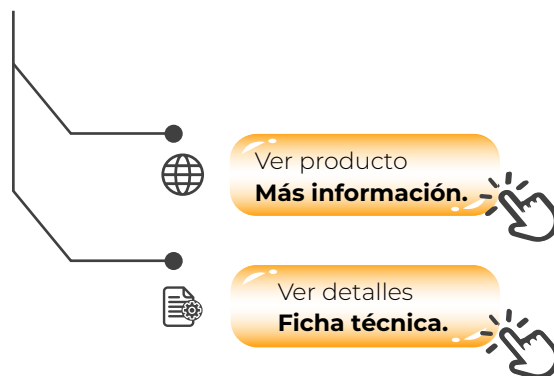 Ver producto
Más información.
Ver detalles
Ficha técnica.